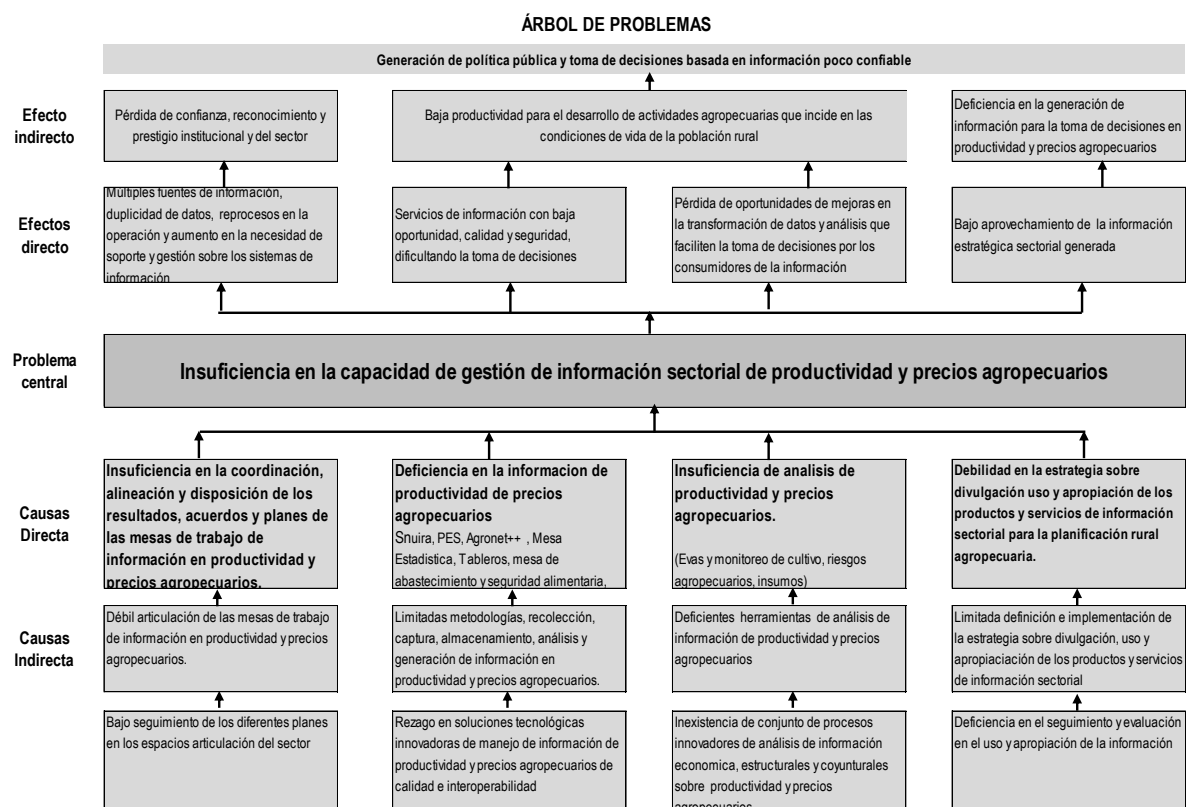 ÁRBOL DE PROBLEMAS
Generación de política pública y toma de decisiones basada en información poco confiable
Efecto
indirecto
Pérdida de confianza, reconocimiento y
prestigio institucional y del sector
Baja productividad para el desarrollo de actividades agropecuarias que incide en las
condiciones de vida de la población rural
Deficiencia en la generación de
información para la toma de decisiones en
productividad y precios agropecuarios
Efectos
directo
Múltiples fuentes de información,
duplicidad de datos, reprocesos en la
operación y aumento en la necesidad de
soporte y gestión sobre los sistemas de
información
Servicios de información con baja
oportunidad, calidad y seguridad,
dificultando la toma de decisiones
Pérdida de oportunidades de mejoras en
la transformación de datos y análisis que
faciliten la toma de decisiones por los
consumidores de la información
Bajo aprovechamiento de la información
estratégica sectorial generada
Problema
central
Insuficiencia en la capacidad de gestión de información sectorial de productividad y precios agropecuarios
Causas
Directa
Insuficiencia en la coordinación,
alineación y disposición de los
resultados, acuerdos y planes de
las mesas de trabajo de
información en productividad y
precios agropecuarios.
Deficiencia en la informacion de
productividad de precios
agropecuarios
Snuira, PES, Agronet++ , Mesa
Estadistica, Tableros, mesa de
abastecimiento y seguridad alimentaria,
Insuficiencia de analisis de
productividad y precios
agropecuarios.
(Evas y monitoreo de cultivo, riesgos
agropecuarios, insumos)
Debilidad en la estrategia sobre
divulgación uso y apropiación de los
productos y servicios de información
sectorial para la planificación rural
agropecuaria.
Causas
Indirecta
Débil articulación de las mesas de trabajo
de información en productividad y precios
agropecuarios.
Limitadas metodologías, recolección,
captura, almacenamiento, análisis y
generación de información en
productividad y precios agropecuarios.
Deficientes herramientas de análisis de
información de productividad y precios
agropecuarios
Limitada definición e implementación de
la estrategia sobre divulgación, uso y
apropiaciación de los productos y servicios
de información sectorial
Bajo seguimiento de los diferentes planes
en los espacios articulación del sector
Rezago en soluciones tecnológicas
innovadoras de manejo de información de
productividad y precios agropecuarios de
calidad e interoperabilidad
Inexistencia de conjunto de procesos
innovadores de análisis de información
economica, estructurales y coyunturales
sobre productividad y precios
agropecuarios
Deficiencia en el seguimiento y evaluación
en el uso y apropiación de la información